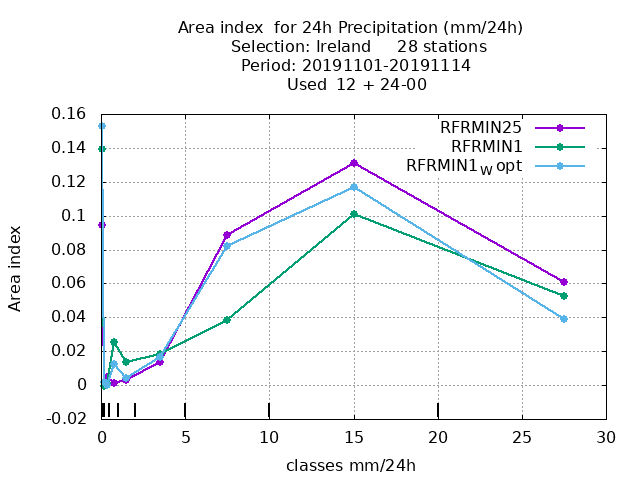 Area index  for 24h Precipitation (mm/24h)
Selection: Ireland     28 stations
Period: 20191101-20191114
Used  12 + 24-00
RFRMIN25
RFRMIN1
RFRMIN1W opt
0.16
0.14
0.12
0.1
0.08
0.06
0.04
0.02
0
-0.02
Area index
0 5 10 15 20 25 30
classes mm/24h